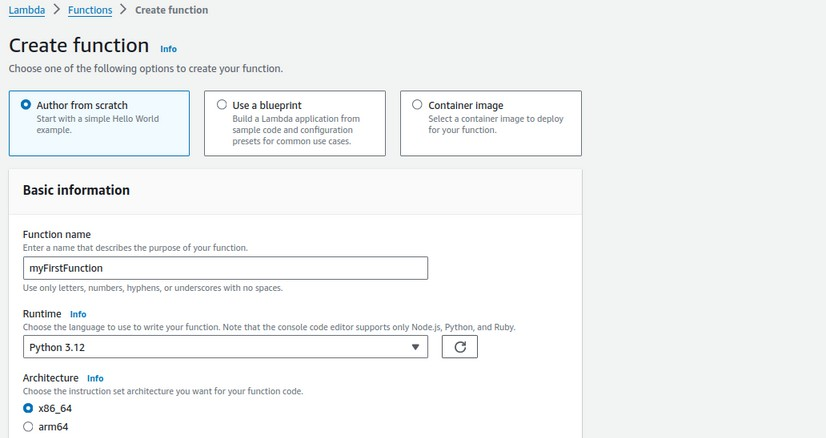 Lambda > Functions > Create function
Create function Info
Choose one of the following options to create your function.
Author from scratch
Start with a simple Hello World
example.
Use a blueprint
Build a Lambda application from
sample code and configuration
presets for common use cases.
Container image
Select a container image to deploy
for your function.
Basic information
Function name
Enter a name that describes the purpose of your function.
myFirstFunction
Use only letters, numbers, hyphens, or underscores with no spaces.
Runtime Info
Choose the language to use to write your function. Note that the console code editor supports only Node.js, Python, and Ruby.
Python 3.12
Architecture Info
Choose the instruction set architecture you want for your function code.
x86_64
arm64